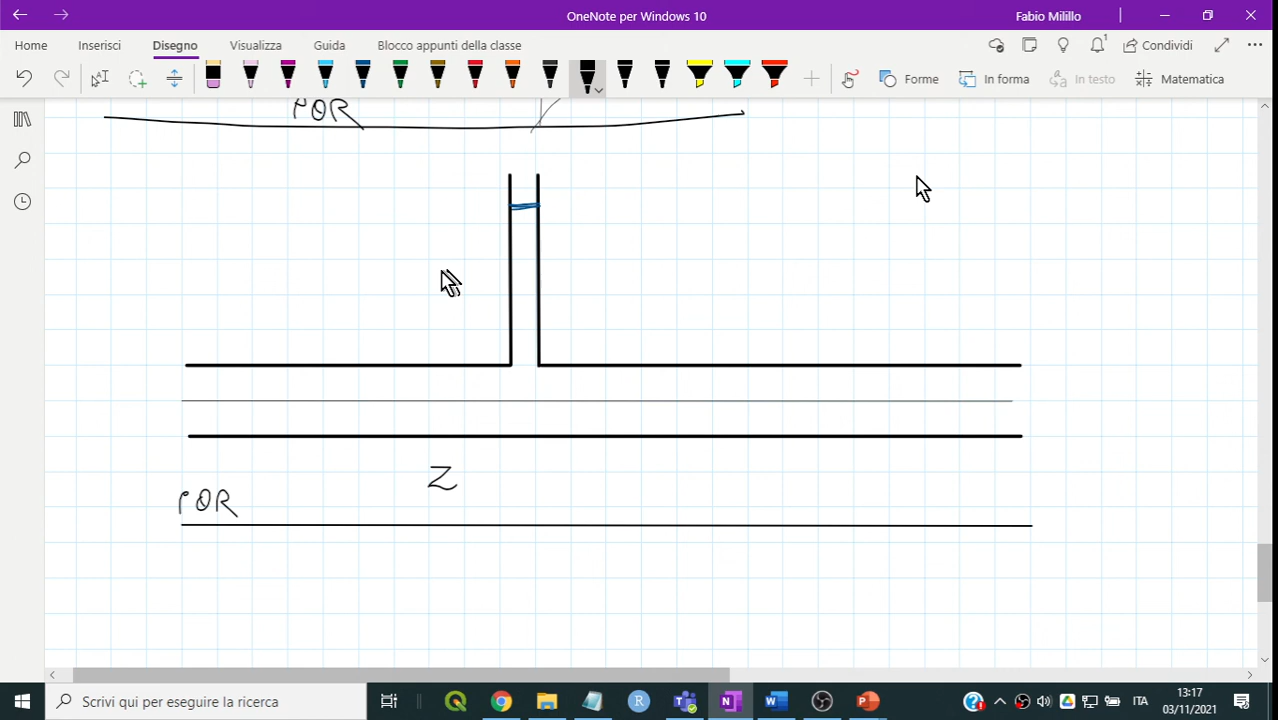 OneNote per Windows 10
Fabio Milillo
Home Inserisci Disegno Visualizza Guida Blocco appunti della classe
Condividi
Forme In forma In testo Matematica
POR
Z
POR
Scrivi qui per eseguire la ricerca
ITA
13:17
03/11/2021